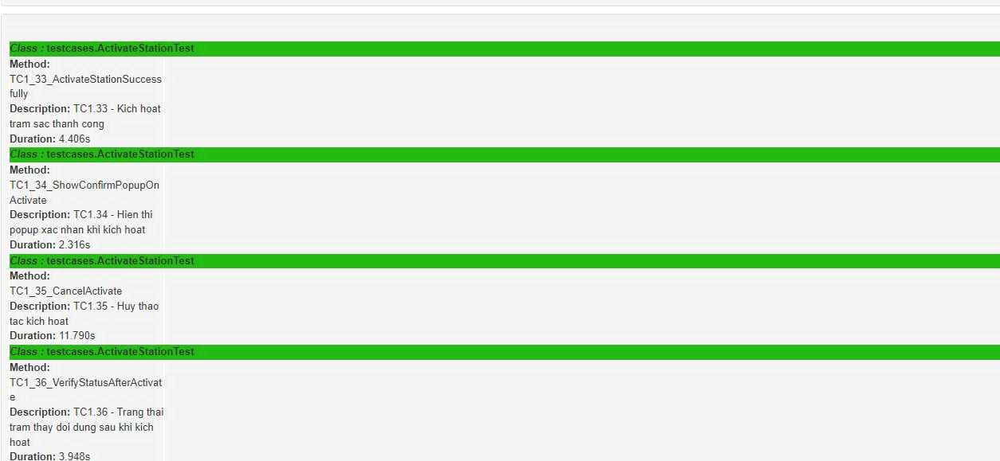 Class : testcases.ActivateStationTest
Method:
TC1_33_ActivateStationSuccess
fully
Description: TC1.33 - Kich hoat
tram sac thanh cong
Duration: 4.406s
Class : testcases.ActivateStationTest
Method:
TC1_34_ShowConfirmPopupOn
Activate
Description: TC1.34 - Hien thi
popup xac nhan khi kich hoat
Duration: 2.316s
Class : testcases.ActivateStationTest
Method:
TC1_35_CancelActivate
Description: TC1.35 - Huy thao
tac kich hoat
Duration: 11.790s
Class : testcases.ActivateStationTest
Method:
TC1_36_VerifyStatusAfterActivat
e
Description: TC1.36 - Trang thai
tram thay doi dung sau khi kich
hoat
Duration: 3.948s